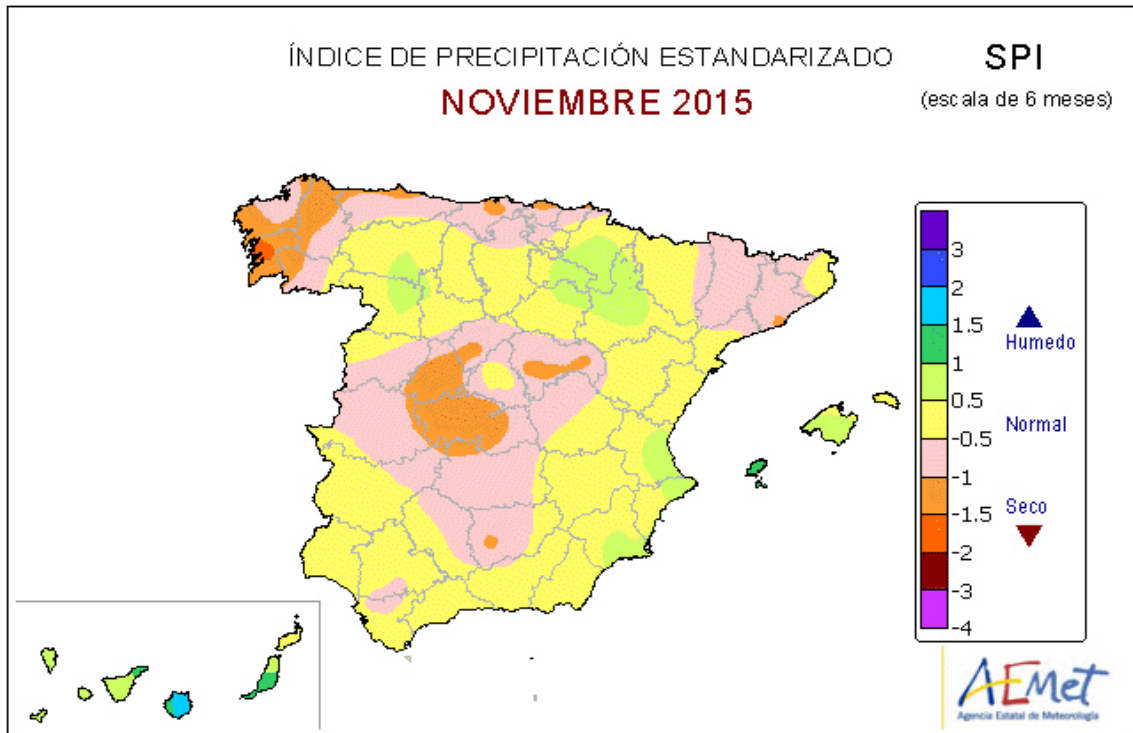 ÍNDICE DE PRECIPITACIÓN ESTANDARIZADO
NOVIEMBRE 2015
SPI
(escala de 6 meses)
3
2
1.5
1
0.5
-0.5
-1
-1.5
-2
-3
-4
Humedo
Normal
Seco
AEMet
Agencia Estatal de Meteorología